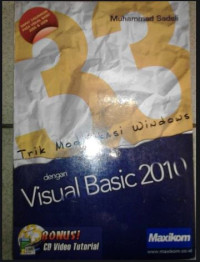 Muhammad Sadeli
33
Trik Modifikasi Windows
dengan
Visual Basic 2010
BONUS!
CD Video Tutorial
Maxikom